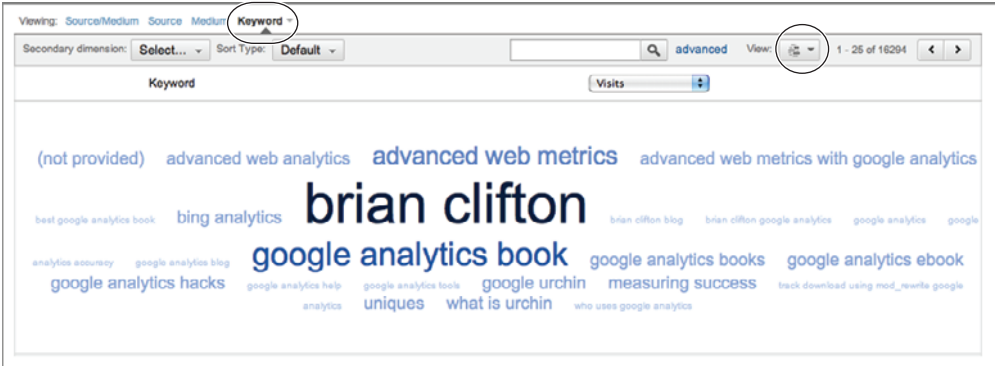 Viewing: Source/Medium Source Medium Keyword
Secondary dimension: Select... Sort Type: Default advanced View: 1 - 25 of 16294
Keyword Visits
(not provided) advanced web analytics advanced web metrics advanced web metrics with google analytics
best google analytics book bing analytics brian clifton brian clifton blog brian clifton google analytics google analytics google
analytics accuracy google analytics blog google analytics book google analytics books google analytics ebook
google analytics hacks google analytics help google analytics tools google urchin measuring success track download using mod_rewrite google
analytics uniques what is urchin who uses google analytics